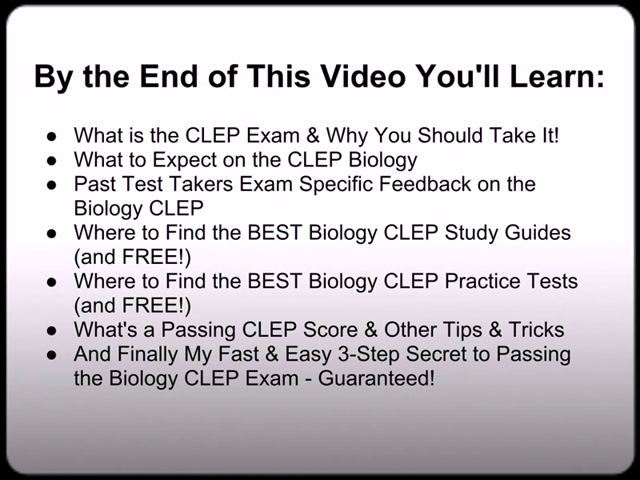 By the End of This Video You'll Learn:
● What is the CLEP Exam & Why You Should Take It!
● What to Expect on the CLEP Biology
● Past Test Takers Exam Specific Feedback on the
Biology CLEP
● Where to Find the BEST Biology CLEP Study Guides
(and FREE!)
● Where to Find the BEST Biology CLEP Practice Tests
(and FREE!)
● What's a Passing CLEP Score & Other Tips & Tricks
● And Finally My Fast & Easy 3-Step Secret to Passing
the Biology CLEP Exam - Guaranteed!